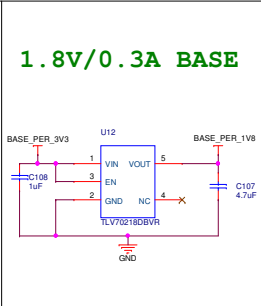 1.8V/0.3A BASE
BASE_PER_3V3
U12
BASE_PER_1V8
1 VIN VOUT 5
C108
1uF
3 EN
2 GND NC 4
C107
4.7uF
TLV70218DBVR
GND